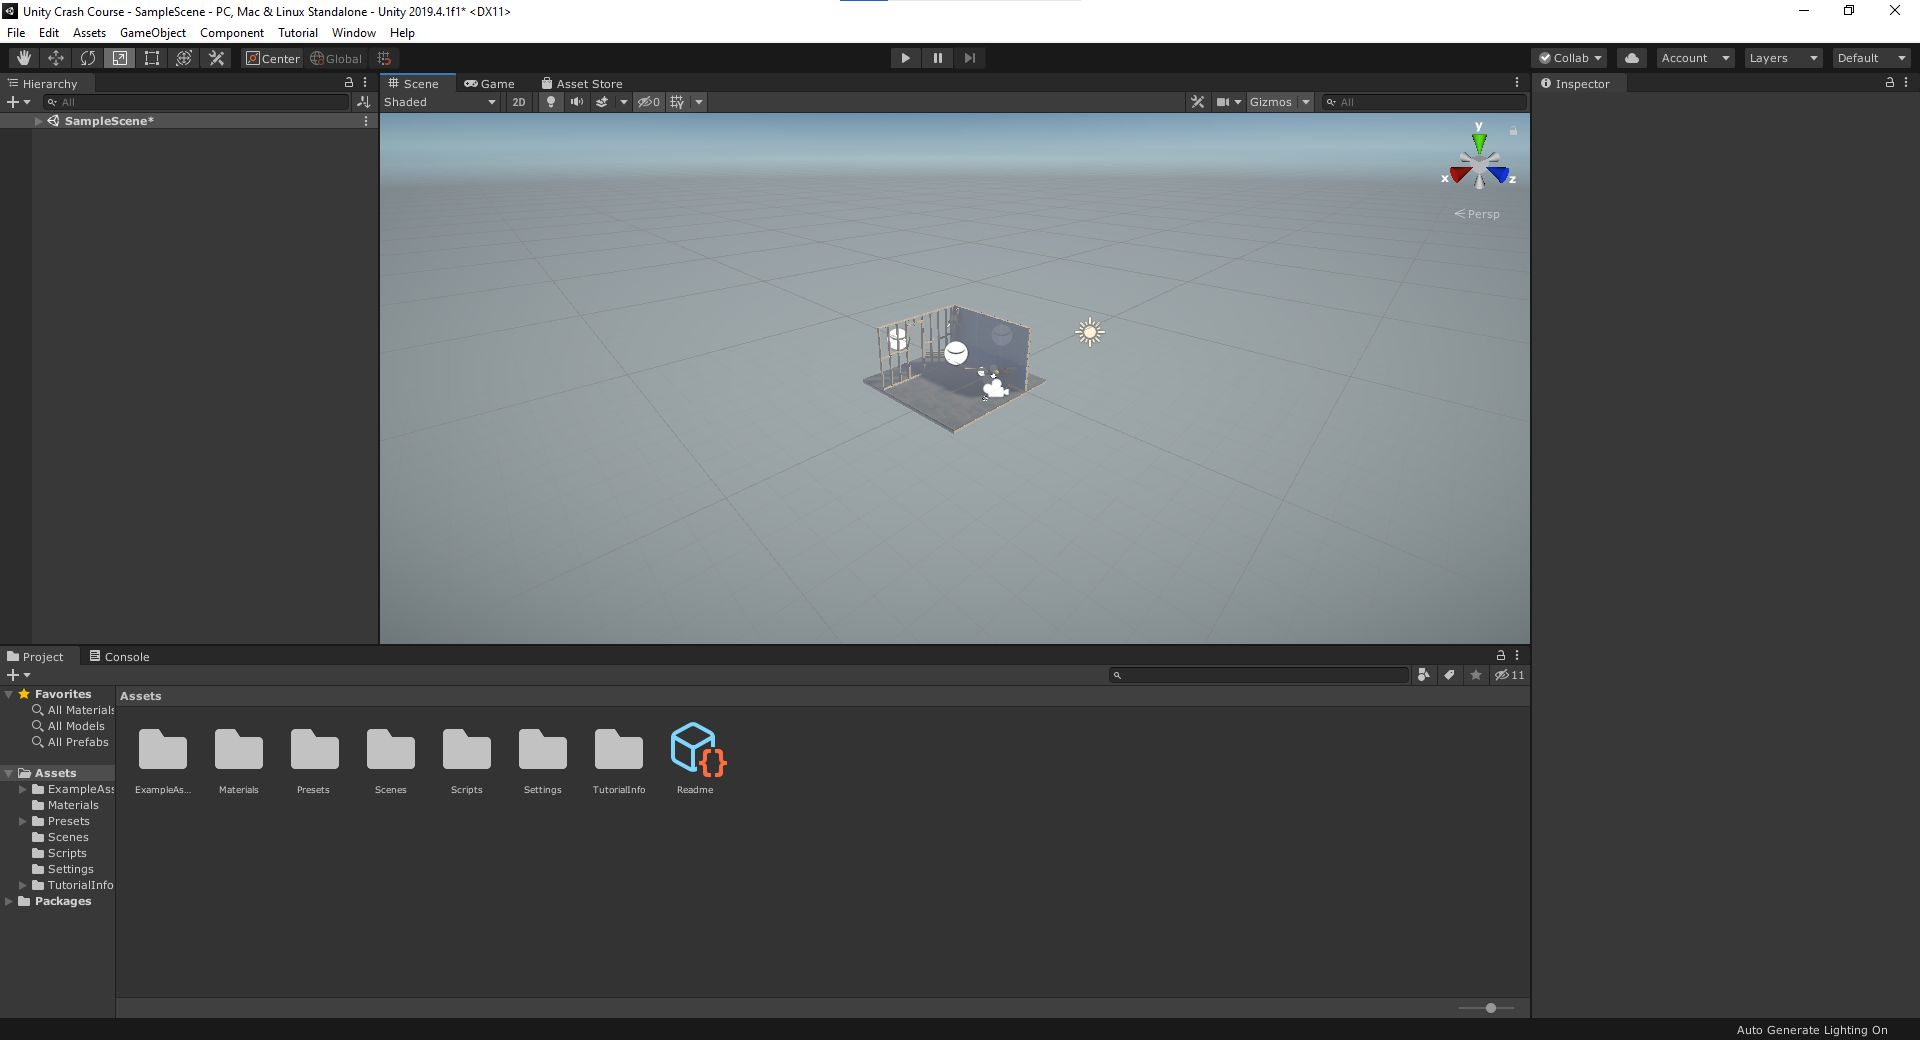 Unity Crash Course - SampleScene - PC, Mac & Linux Standalone - Unity 2019.4.1f1* <DX11>
File Edit Assets GameObject Component Tutorial Window Help
Center Global Collab Account Layers Default
Hierarchy
All
SampleScene*
Scene Game Asset Store
Shaded 2D 0 Gizmos All
y
x z
Persp
Inspector
Project Console
11
Favorites
All Materials
All Models
All Prefabs
Assets
ExampleAss
Materials
Presets
Scenes
Scripts
Settings
TutorialInfo
Packages
Assets
ExampleAs... Materials Presets Scenes Scripts Settings TutorialInfo Readme
Auto Generate Lighting On